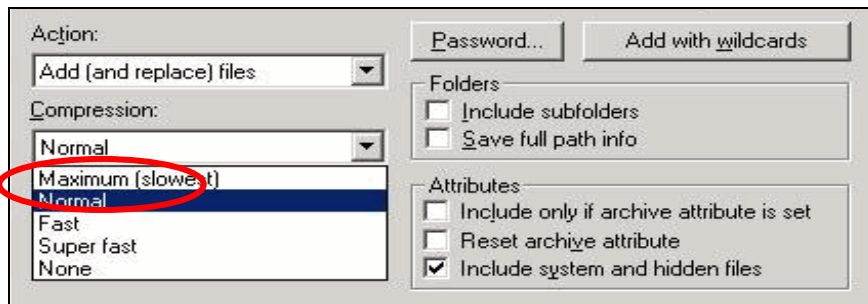 Action:
Add (and replace) files
Compression:
Normal
Maximum (slowest)
Normal
Fast
Super fast
None
Password...
Add with wildcards
Folders
Include subfolders
Save full path info
Attributes
Include only if archive attribute is set
Reset archive attribute
Include system and hidden files